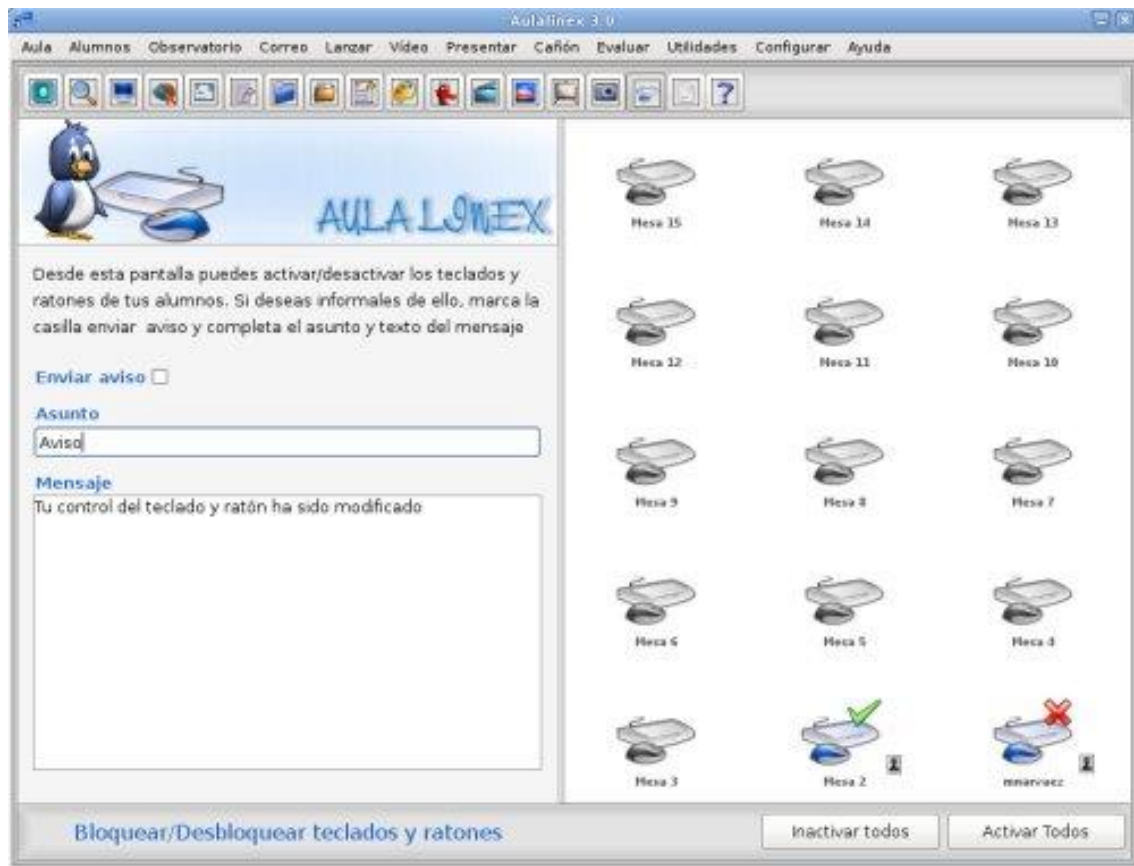 Aulalinex 3.0
Aula Alumnos Observatorio Correo Lanzar Vídeo Presentar Cañón Evaluar Utilidades Configurar Ayuda
AULA LINEX
Desde esta pantalla puedes activar/desactivar los teclados y
ratones de tus alumnos. Si deseas informales de ello, marca la
casilla enviar aviso y completa el asunto y texto del mensaje
Enviar aviso
Asunto
Aviso
Mensaje
Tu control del teclado y ratón ha sido modificado
Mesa 15 Mesa 14 Mesa 13
Mesa 12 Mesa 11 Mesa 10
Mesa 9 Mesa 8 Mesa 7
Mesa 6 Mesa 5 Mesa 4
Mesa 3 Mesa 2 mnarvaez
Bloquear/Desbloquear teclados y ratones
Inactivar todos Activar Todos